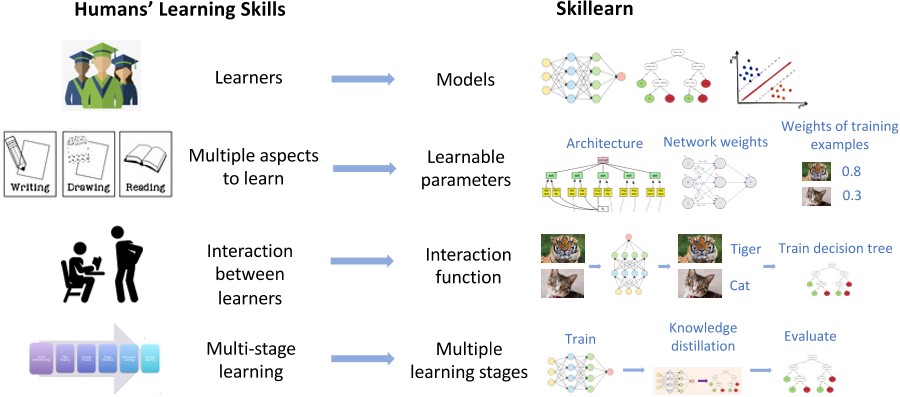 Humans' Learning Skills
Skillearn
Learners
Models
Writing
Drawing
Reading
Multiple aspects
to learn
Learnable
parameters
Architecture
Network weights
Weights of training
examples
0.8
0.3
Interaction
between
learners
Interaction
function
Tiger
Cat
Train decision tree
Multi-stage
learning
Multiple
learning stages
Train
Knowledge
distillation
Evaluate